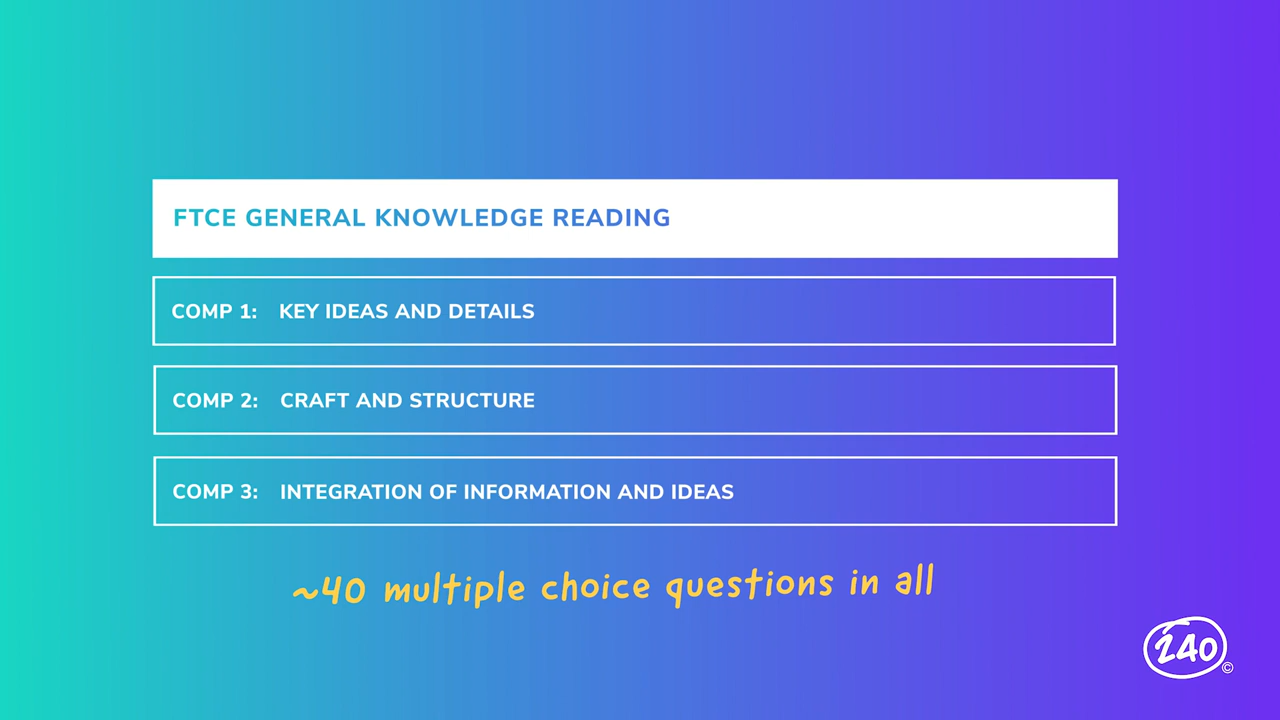 FTCE GENERAL KNOWLEDGE READING
COMP 1: KEY IDEAS AND DETAILS
COMP 2: CRAFT AND STRUCTURE
COMP 3: INTEGRATION OF INFORMATION AND IDEAS
~40 multiple choice questions in all
240 ©